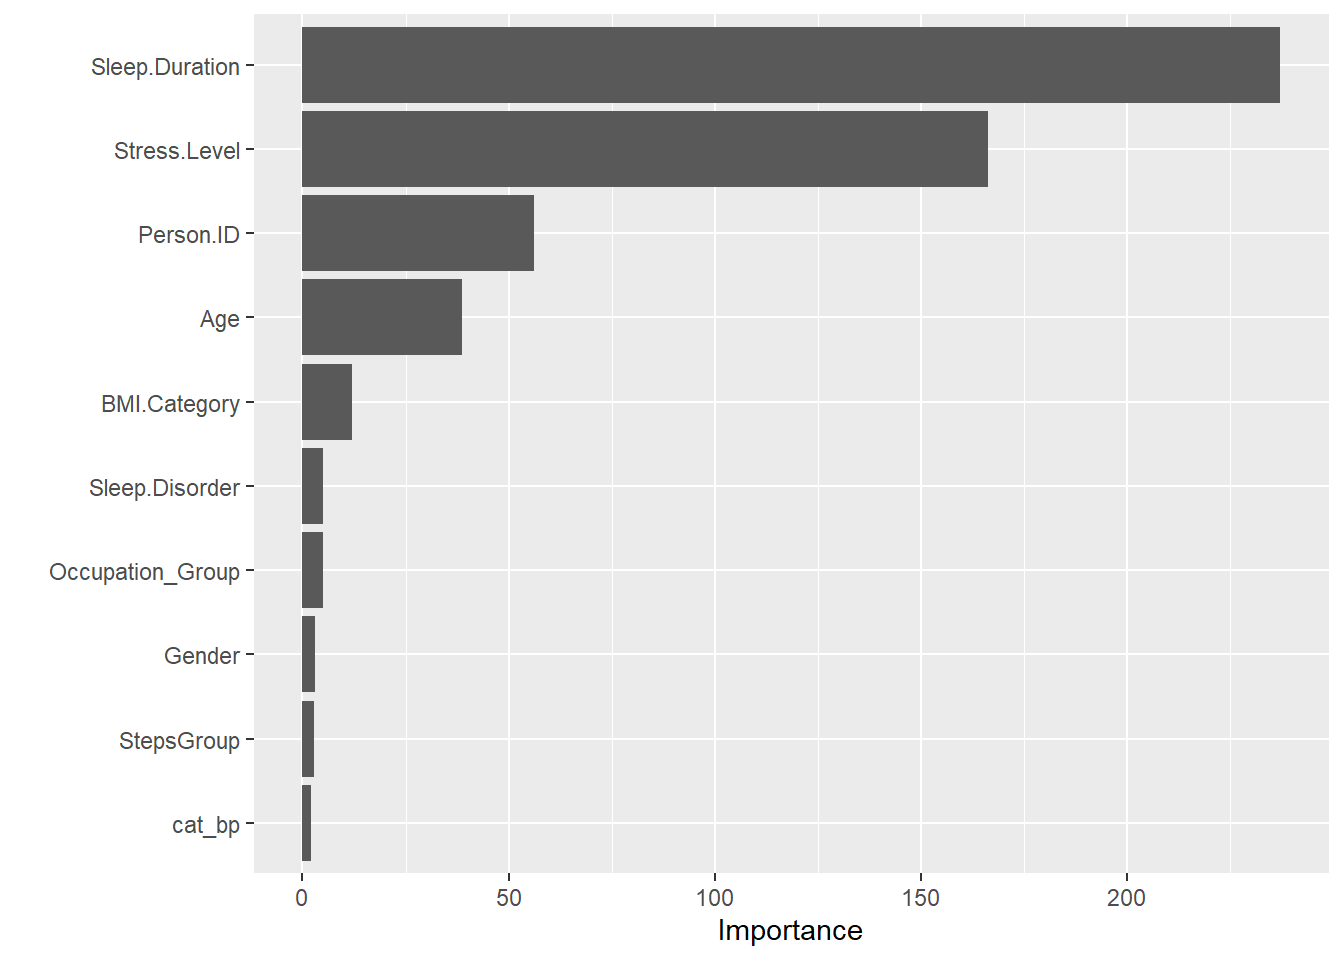 Sleep.Duration
Stress.Level
Person.ID
Age
BMI.Category
Sleep.Disorder
Occupation_Group
Gender
StepsGroup
cat_bp
0 50 100 150 200
Importance